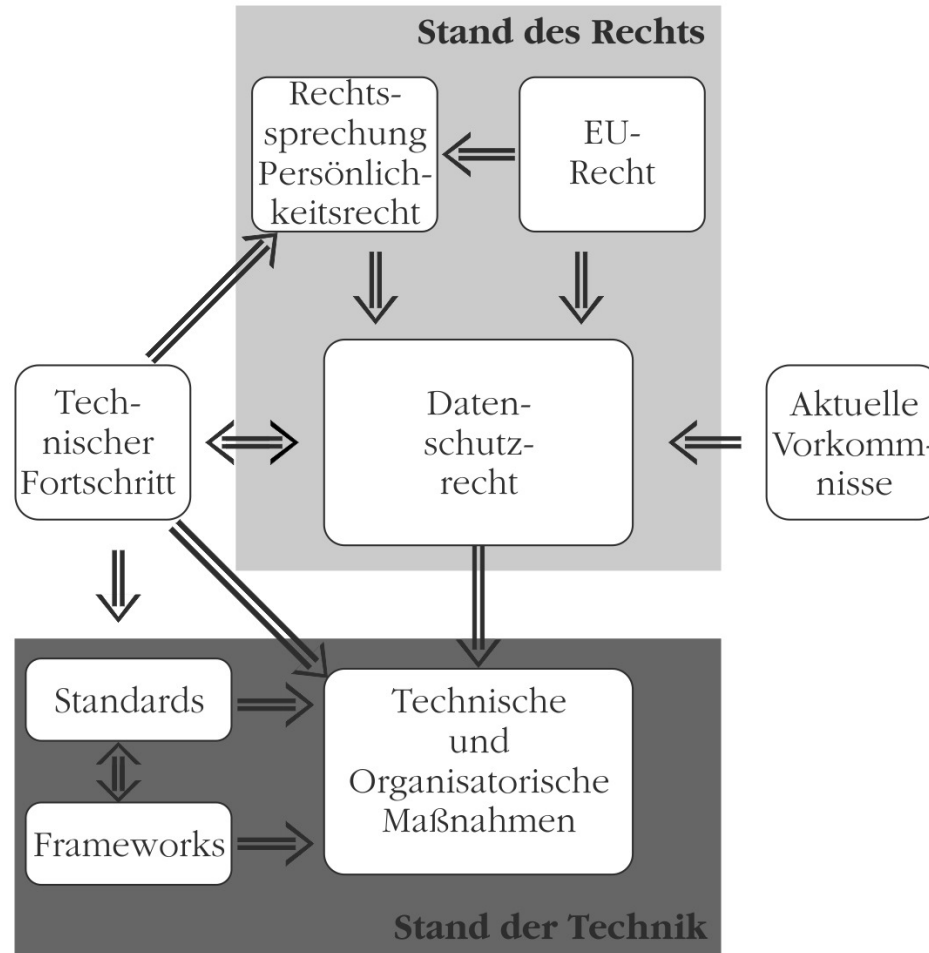 Stand des Rechts
Rechts-
sprechung
Persönlich-
keitsrecht
EU-
Recht
Tech-
nischer
Fortschritt
Daten-
schutz-
recht
Aktuelle
Vorkomm-
nisse
Standards
Frameworks
Technische
und
Organisatorische
Maßnahmen
Stand der Technik